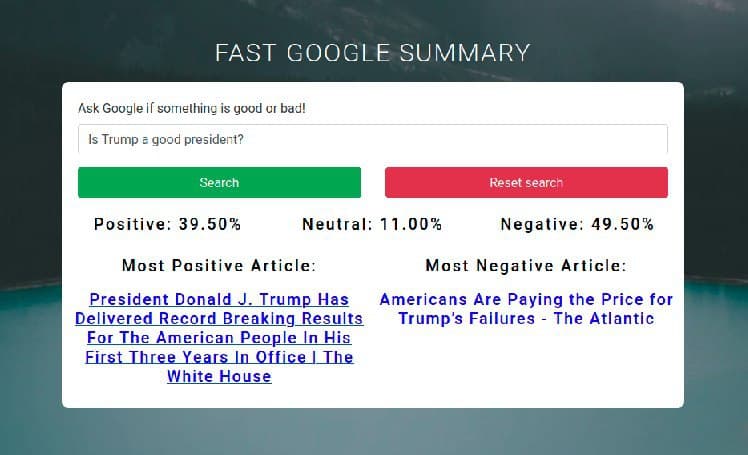 FAST GOOGLE SUMMARY
Ask Google if something is good or bad!
Is Trump a good president?
Search
Reset search
Positive: 39.50%
Neutral: 11.00%
Negative: 49.50%
Most Positive Article:
President Donald J. Trump Has
Delivered Record Breaking Results
For The American People In His
First Three Years In Office | The
White House
Most Negative Article:
Americans Are Paying the Price for
Trump's Failures - The Atlantic